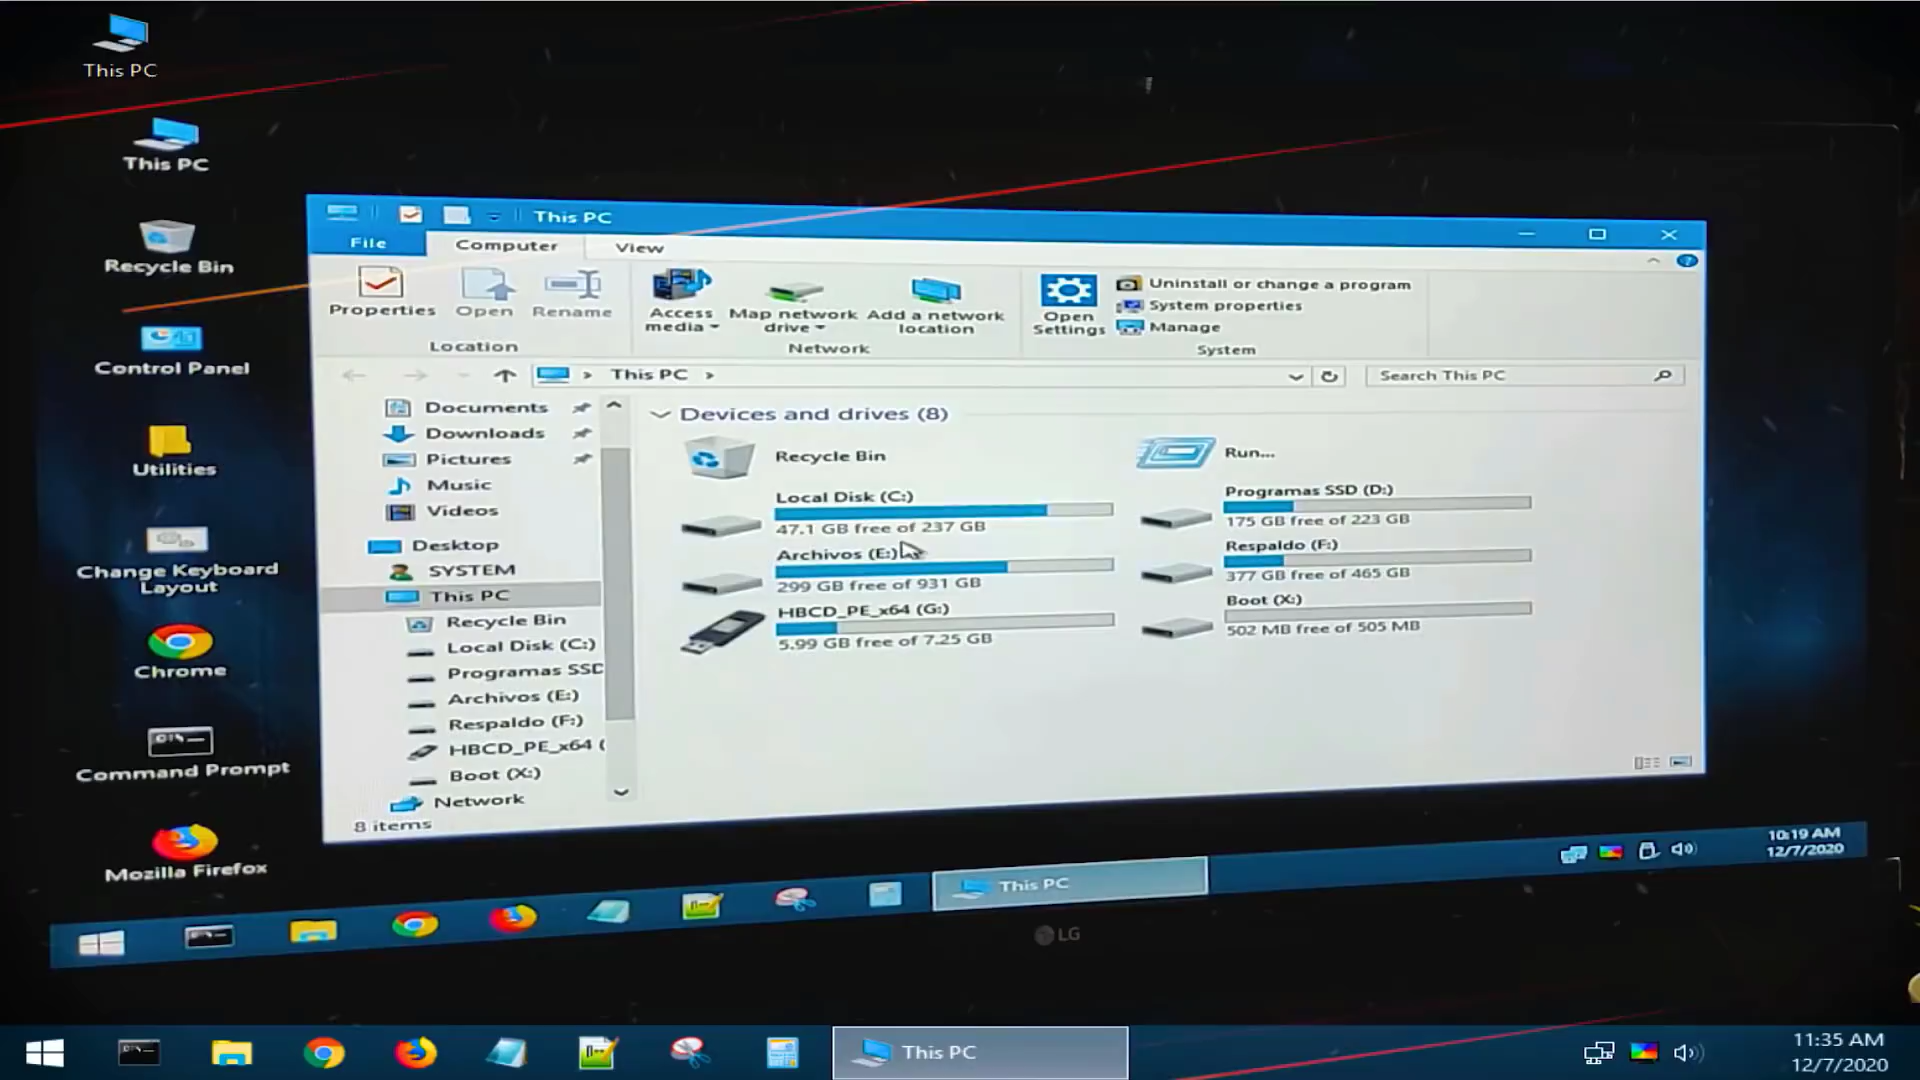 This PC
This PC
Recycle Bin
Control Panel
Utilities
Change Keyboard
Layout
Chrome
Command Prompt
Mozilla Firefox
This PC
File
Computer
View
Properties
Open
Rename
Location
Access
media
Map network
drive
Add a network
location
Network
Open
Settings
Uninstall or change a program
System properties
Manage
System
This PC
Search This PC
Documents
Downloads
Pictures
Music
Videos
Desktop
SYSTEM
This PC
Recycle Bin
Local Disk (C:)
Programas SSD
Archivos (E:)
Respaldo (F:)
HBCD_PE_x64 (
Boot (X:)
Network
8 items
Devices and drives (8)
Recycle Bin
Run...
Local Disk (C:)
47.1 GB free of 237 GB
Programas SSD (D:)
175 GB free of 223 GB
Archivos (E:)
299 GB free of 931 GB
Respaldo (F:)
377 GB free of 465 GB
HBCD_PE_x64 (G:)
5.99 GB free of 7.25 GB
Boot (X:)
502 MB free of 505 MB
This PC
10:19 AM
12/7/2020
LG
This PC
11:35 AM
12/7/2020